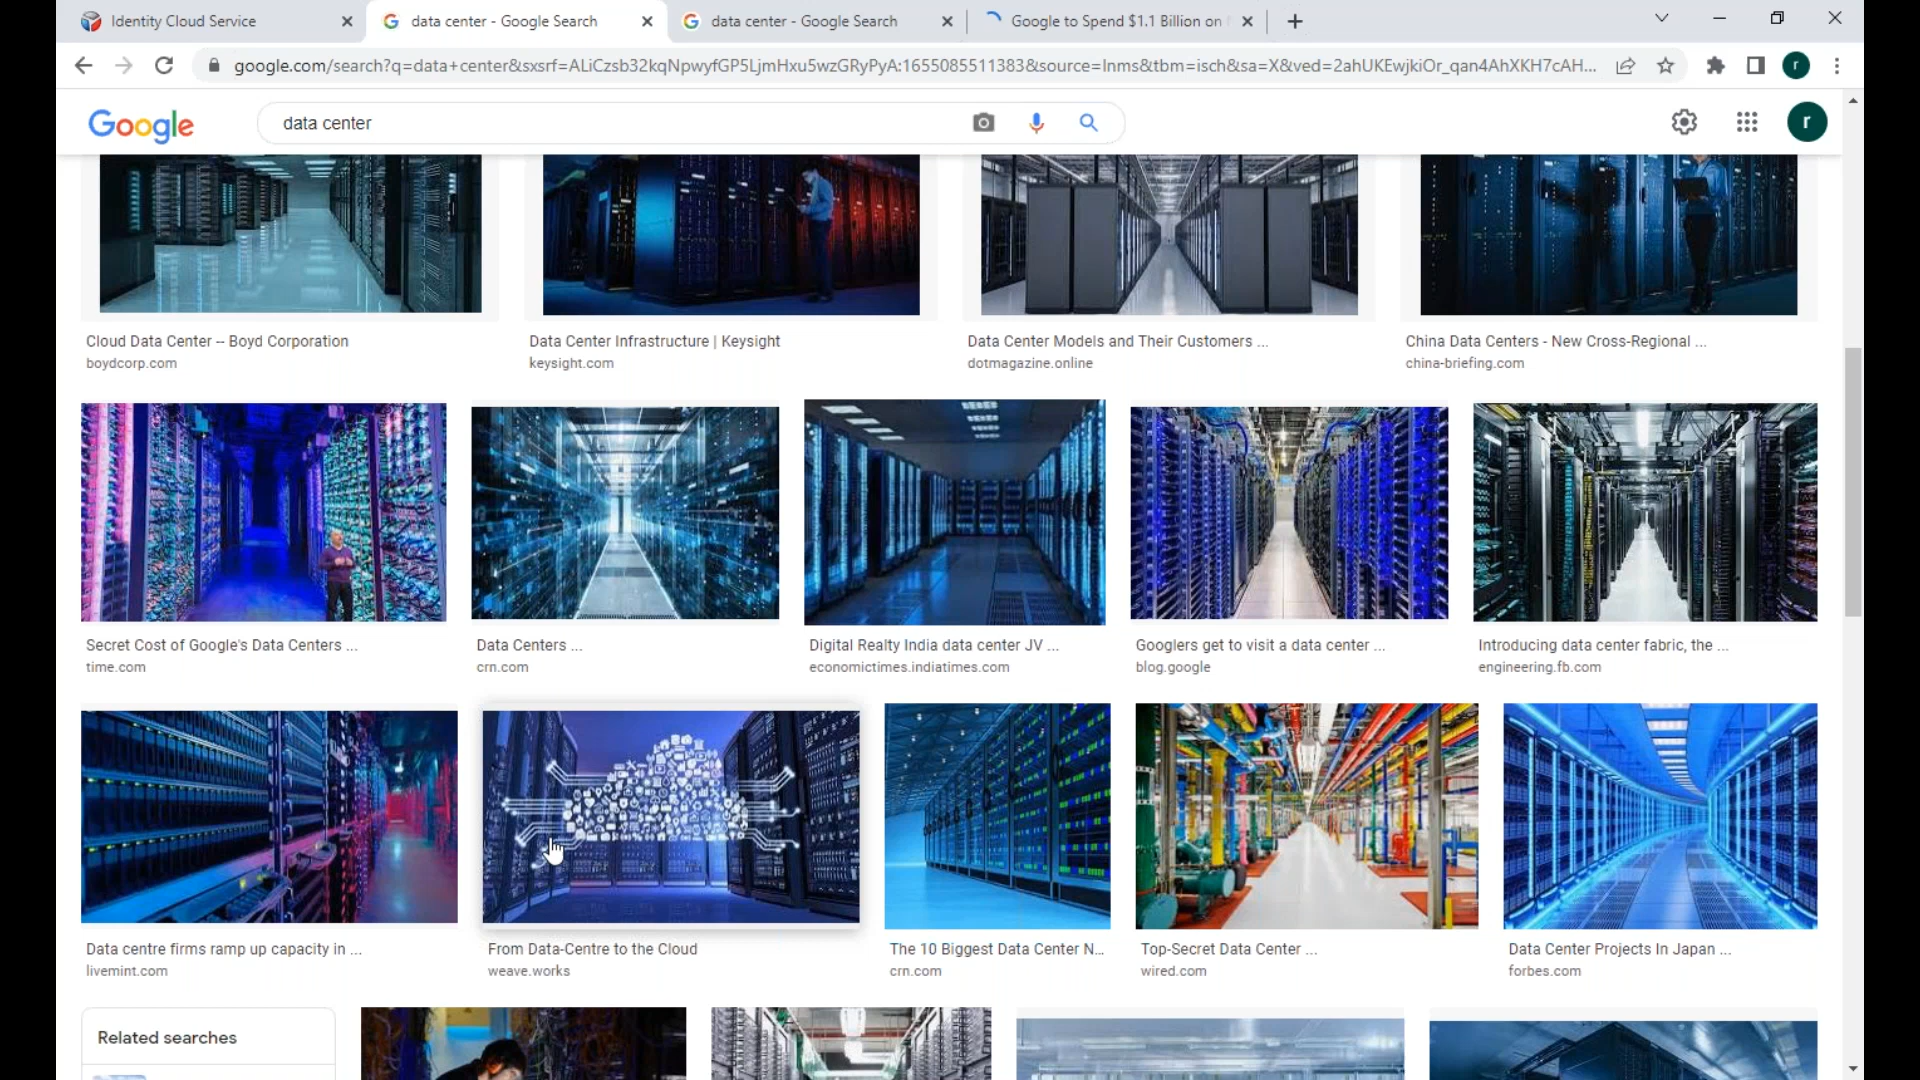 Identity Cloud Service
data center - Google Search
data center - Google Search
Google to Spend $1.1 Billion on
google.com/search?q=data+center&sxsrf=ALiCzsb32kqNpwyfGP5LjmHxu5wzGRyPyA:1655085511383&source=lnms&tbm=isch&sa=X&ved=2ahUKEwjkiOr_qan4AhXKH7cAH...
r
Google
data center
r
Cloud Data Center -- Boyd Corporation
boydcorp.com
Data Center Infrastructure | Keysight
keysight.com
Data Center Models and Their Customers ...
dotmagazine.online
China Data Centers - New Cross-Regional ...
china-briefing.com
Secret Cost of Google's Data Centers ...
time.com
Data Centers ...
crn.com
Digital Realty India data center JV ...
economictimes.indiatimes.com
Googlers get to visit a data center ...
blog.google
Introducing data center fabric, the ...
engineering.fb.com
Data centre firms ramp up capacity in ...
livemint.com
From Data-Centre to the Cloud
weave.works
The 10 Biggest Data Center N...
crn.com
Top-Secret Data Center ...
wired.com
Data Center Projects In Japan ...
forbes.com
Related searches